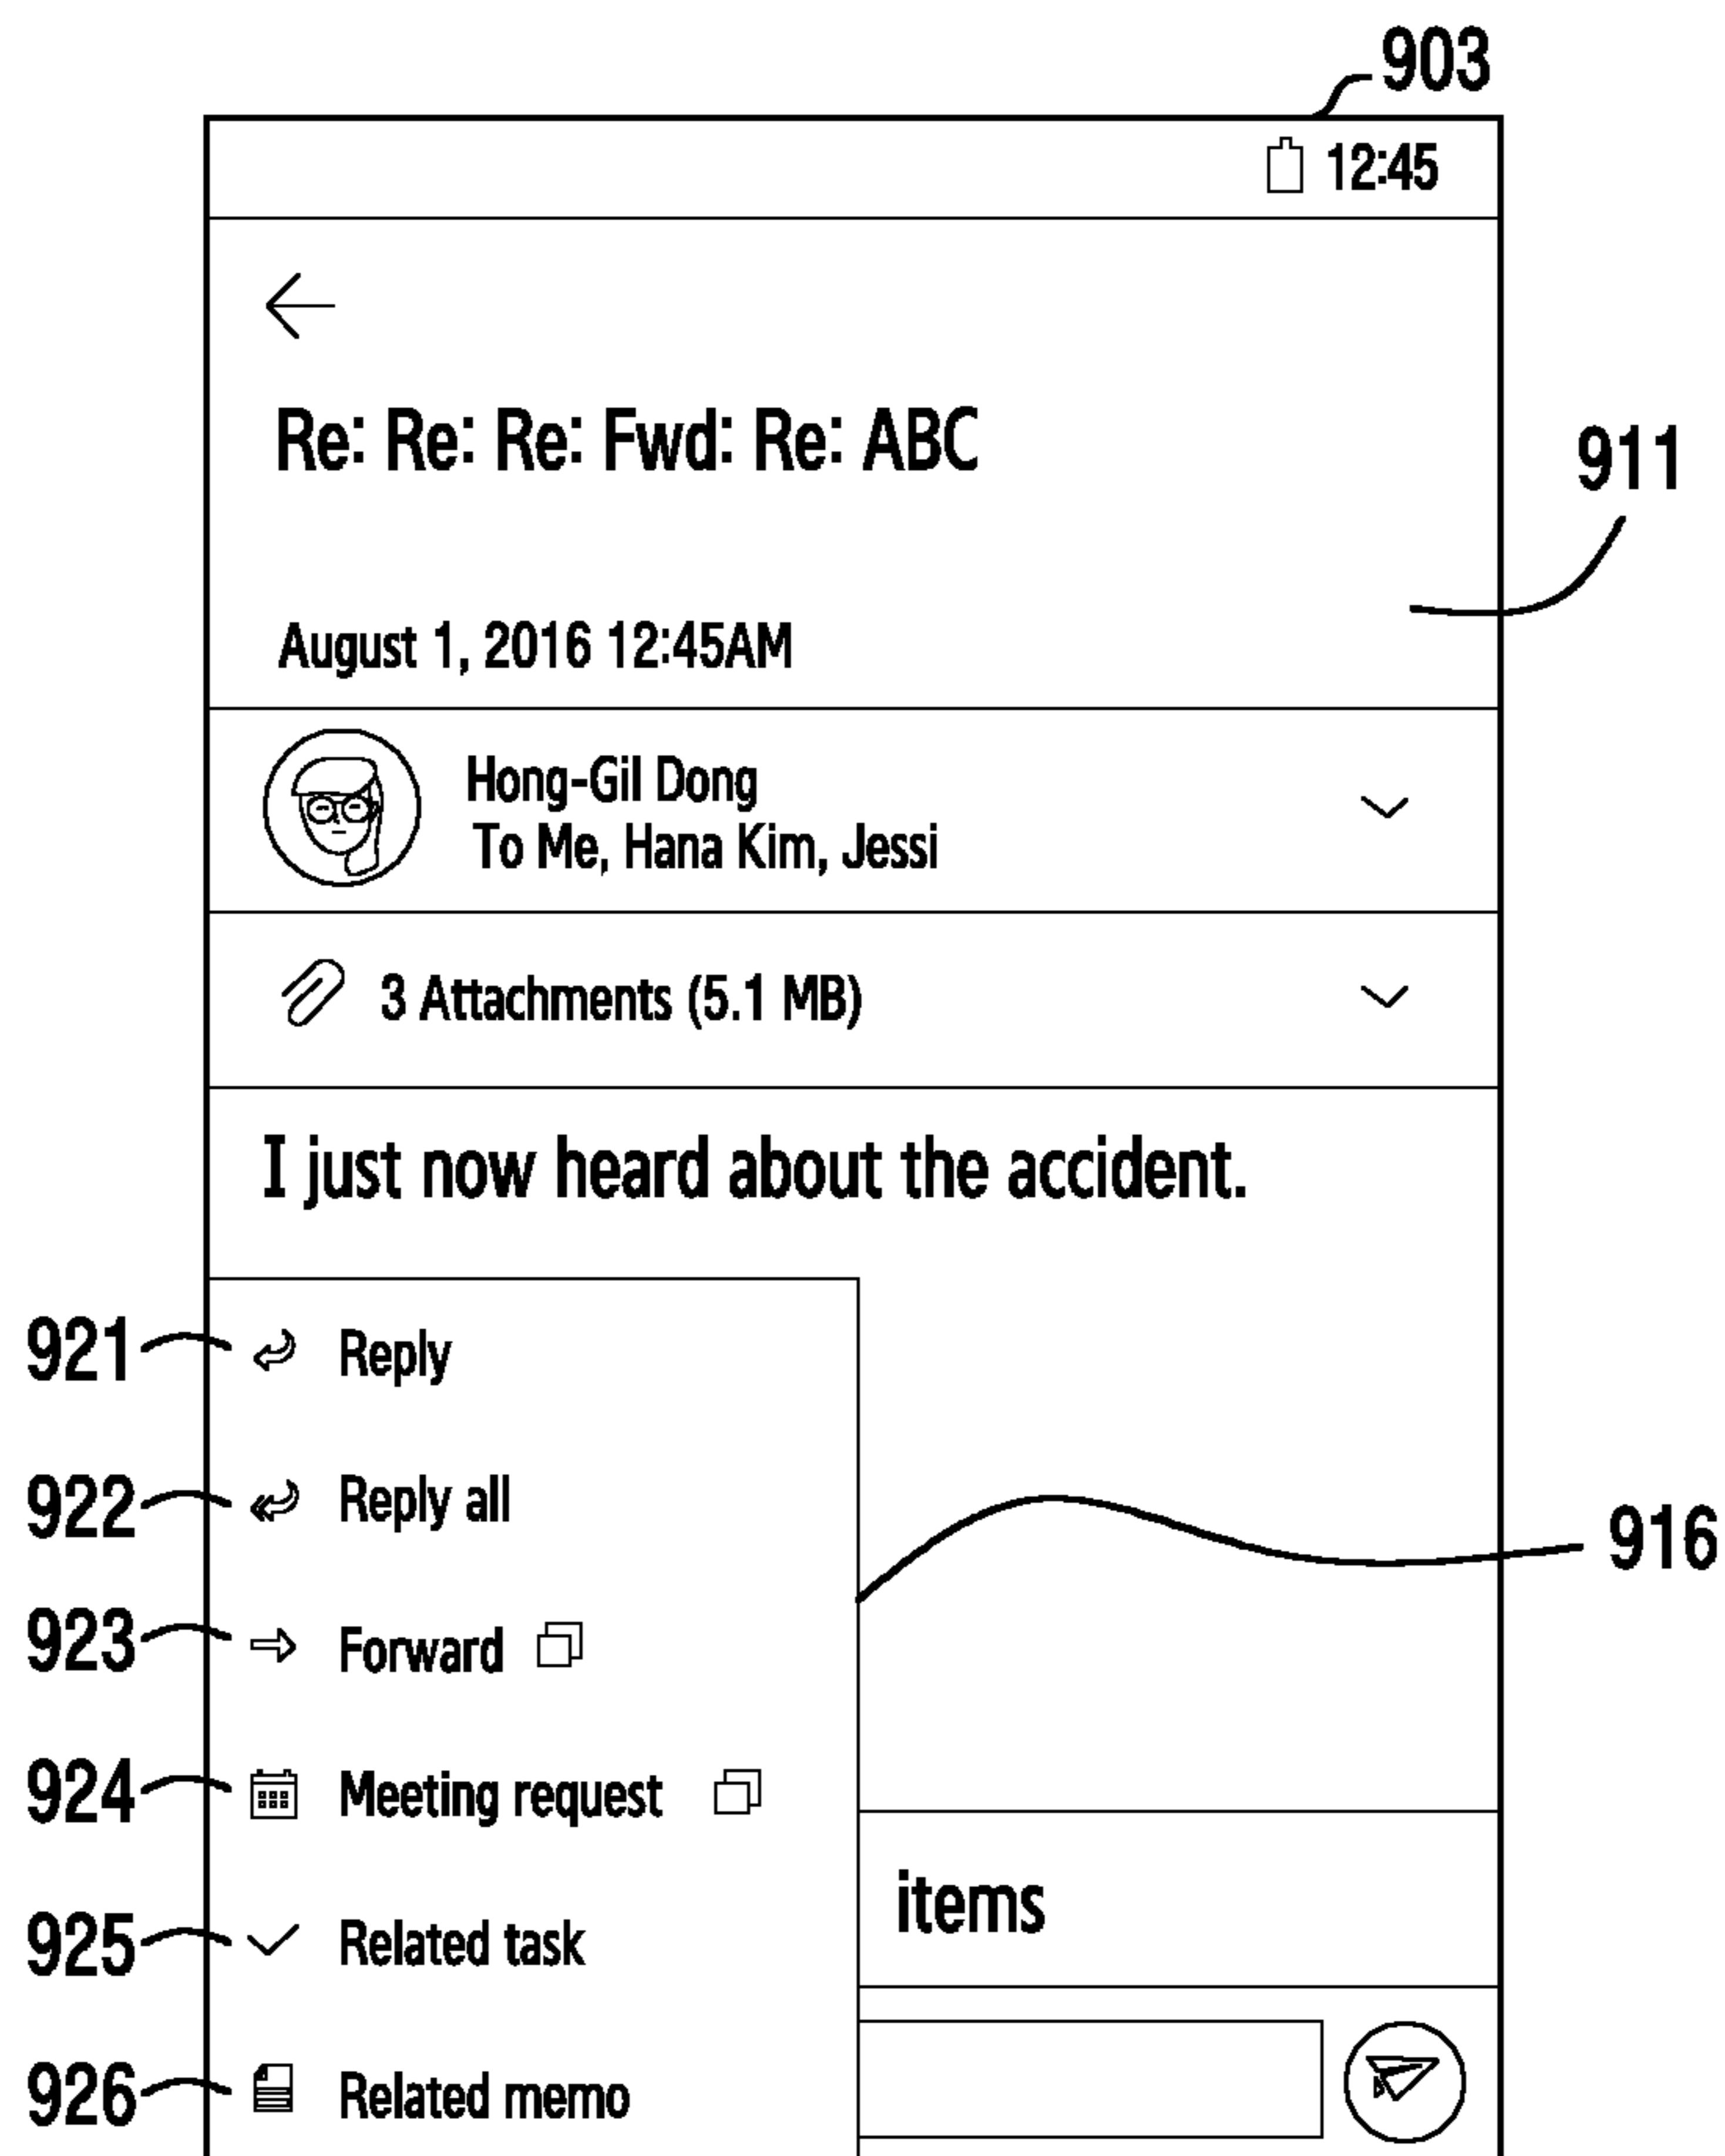 903
12:45
Re: Re: Re: Fwd: Re: ABC
911
August 1, 2016 12:45AM
Hong-Gil Dong
To Me, Hana Kim, Jessi
3 Attachments (5.1 MB)
I just now heard about the accident.
921 Reply
922 Reply all
916
923 Forward
924 Meeting request
items
925 Related task
926 Related memo